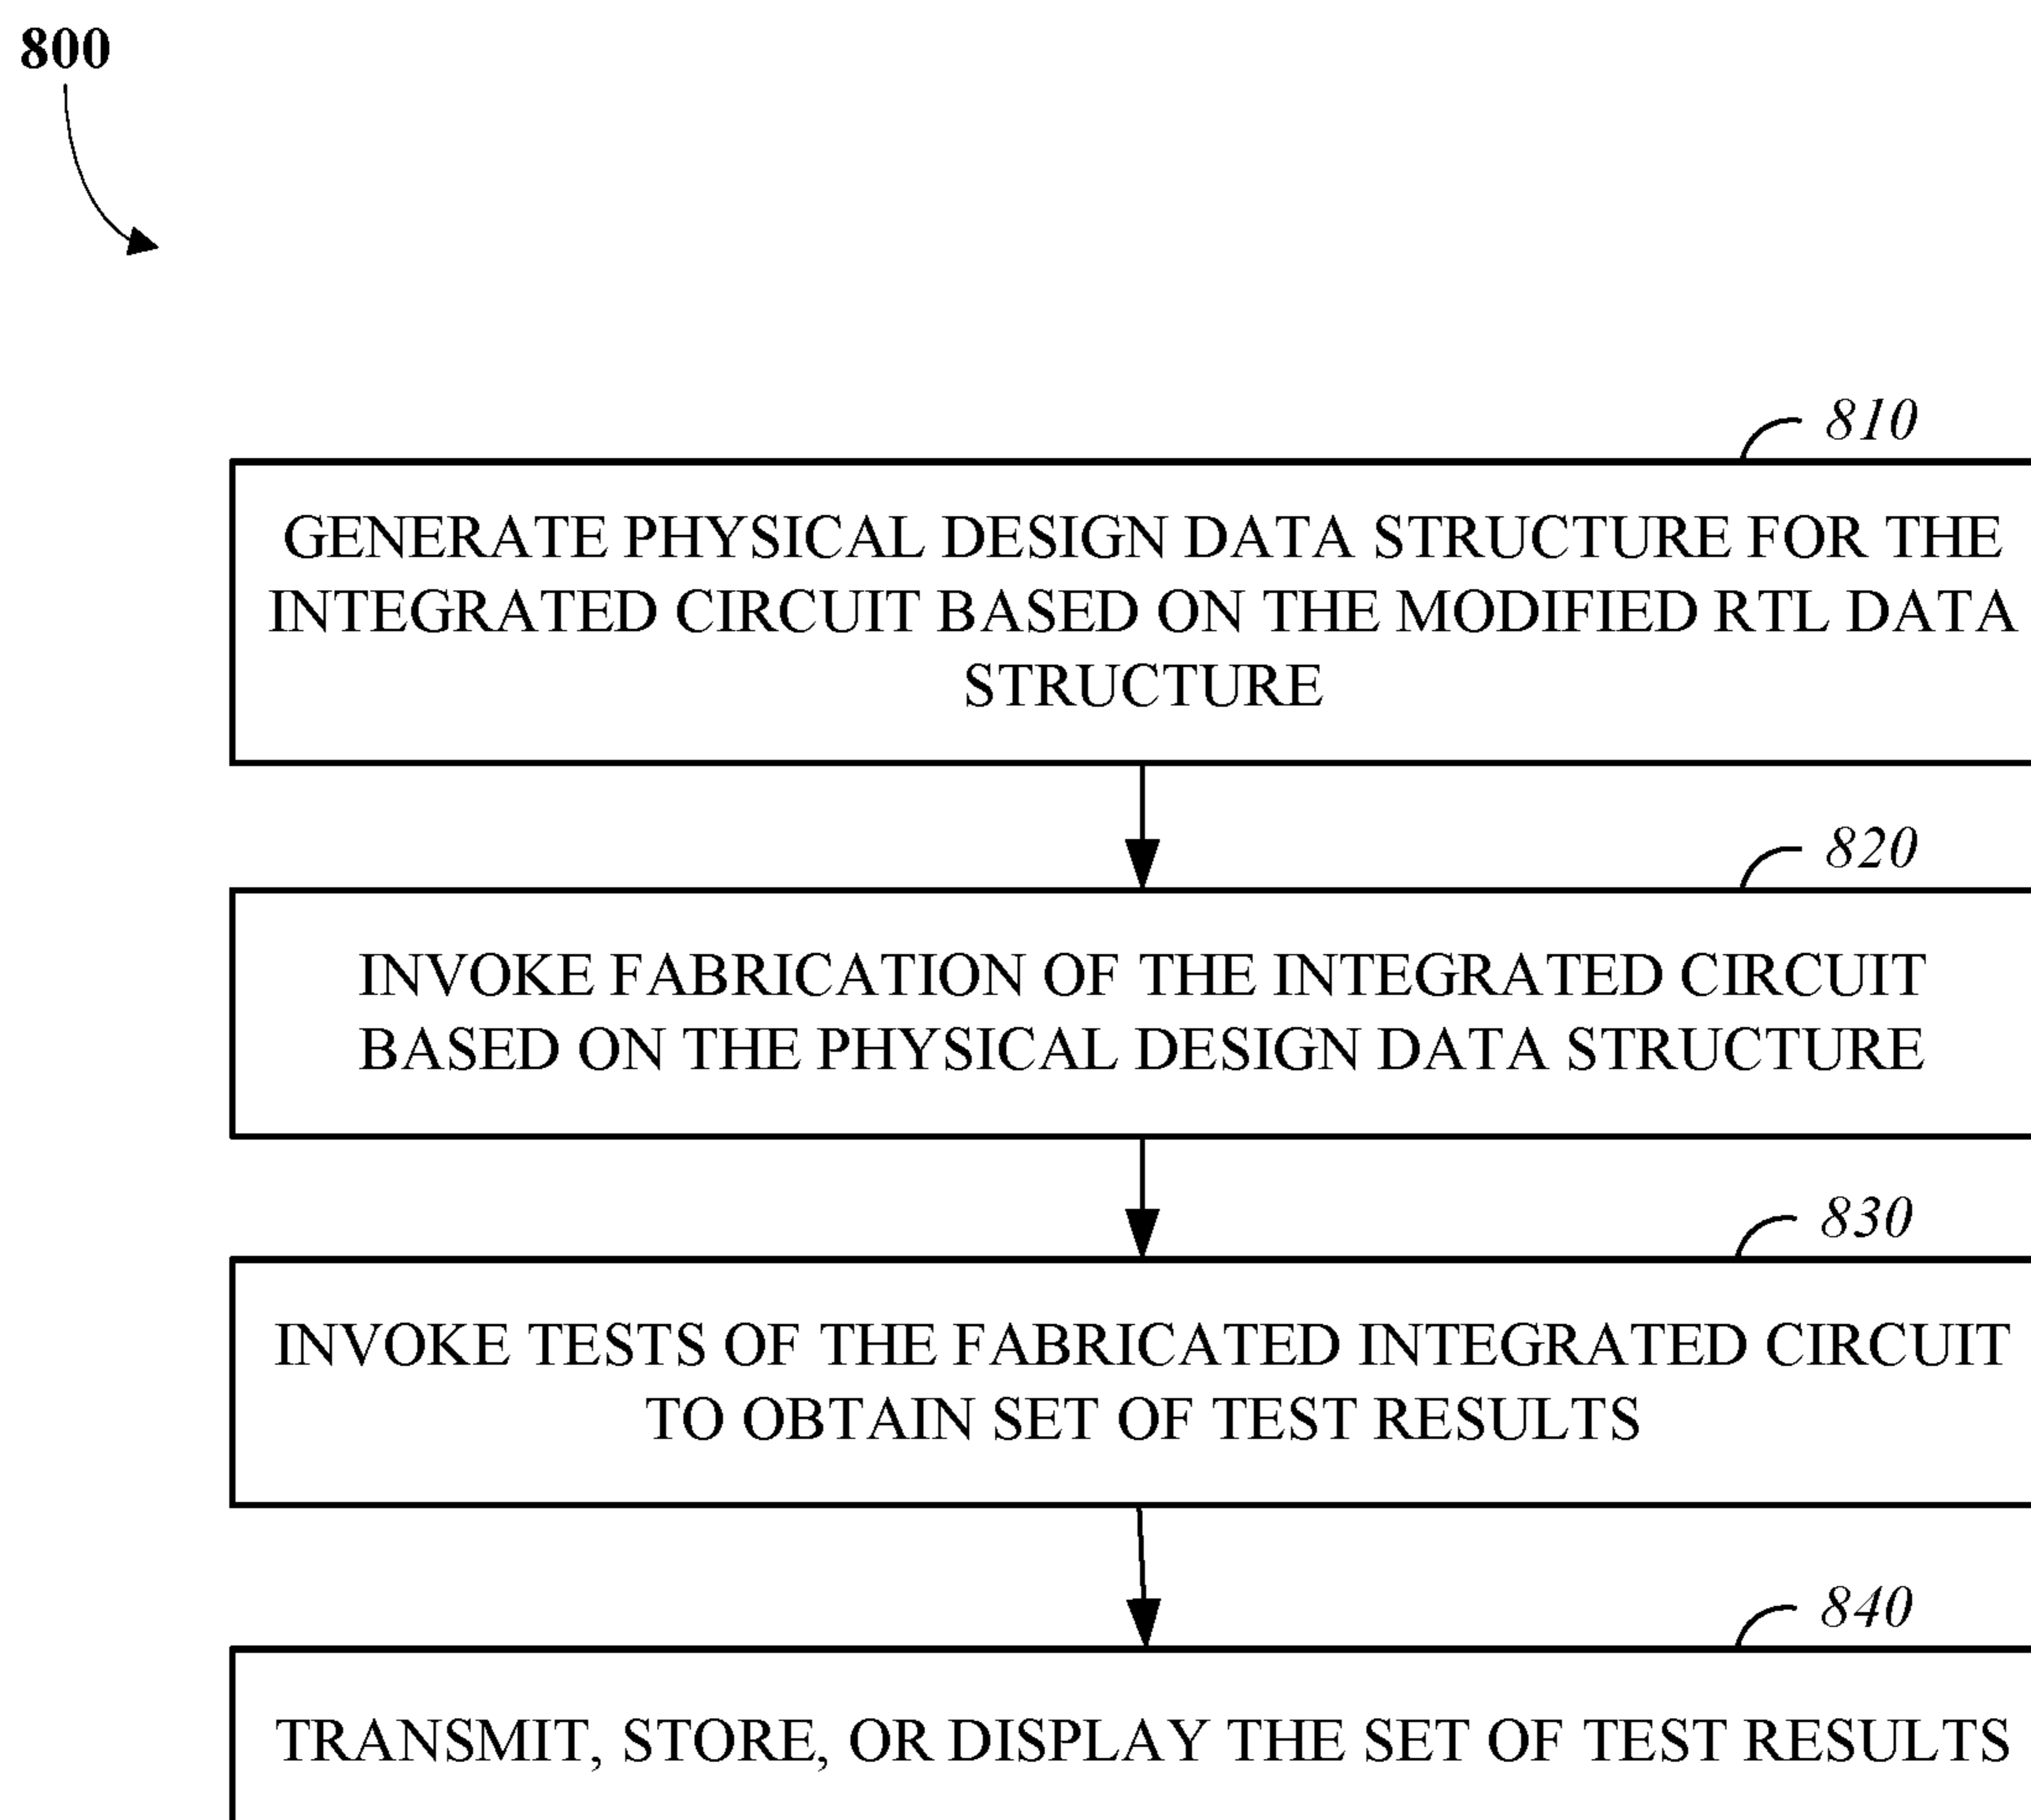 800
810
GENERATE PHYSICAL DESIGN DATA STRUCTURE FOR THE
INTEGRATED CIRCUIT BASED ON THE MODIFIED RTL DATA
STRUCTURE
820
INVOKE FABRICATION OF THE INTEGRATED CIRCUIT
BASED ON THE PHYSICAL DESIGN DATA STRUCTURE
830
INVOKE TESTS OF THE FABRICATED INTEGRATED CIRCUIT
TO OBTAIN SET OF TEST RESULTS
840
TRANSMIT, STORE, OR DISPLAY THE SET OF TEST RESULTS